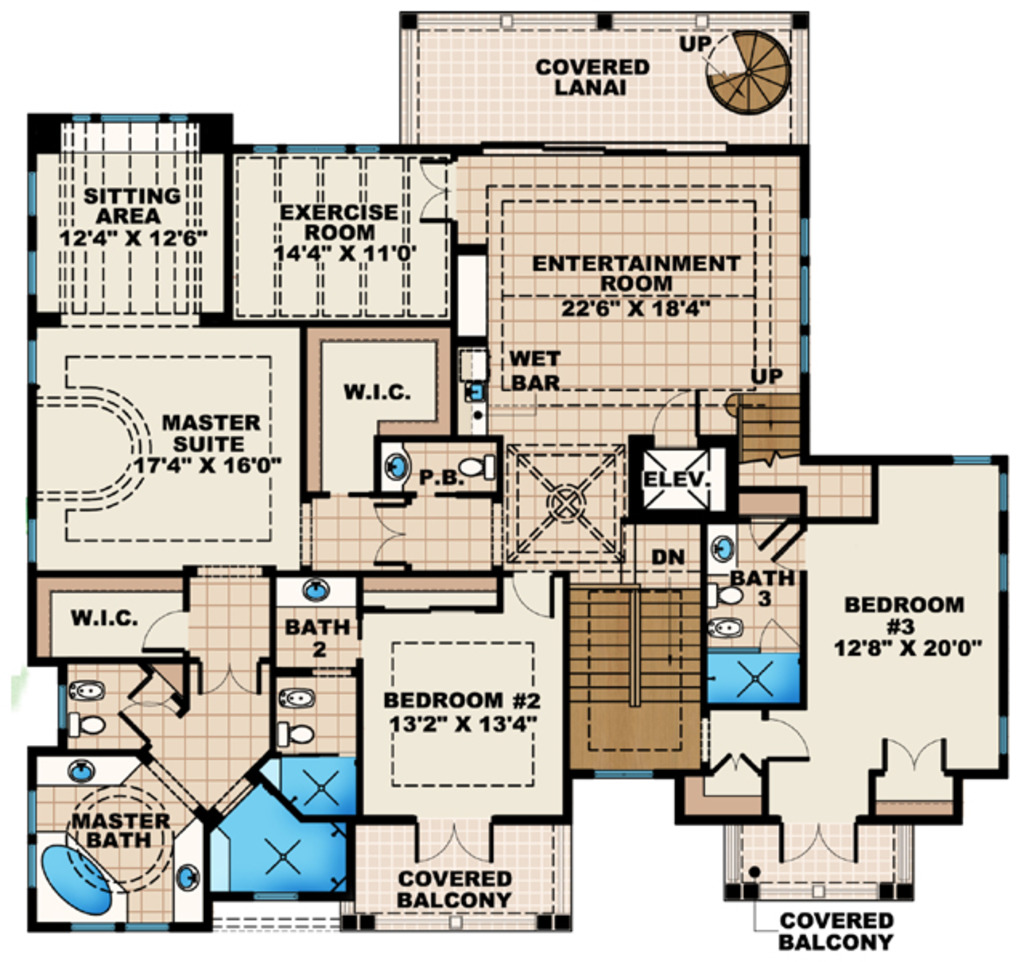 UP
COVERED
LANAI
SITTING
AREA
12'4" X 12'6"
EXERCISE
ROOM
14'4" X 11'0'
ENTERTAINMENT
ROOM
22'6" X 18'4"
WET
BAR
UP
W.I.C.
MASTER
SUITE
17'4" X 16'0"
P.B.
ELEV.
DN
BATH
3
BEDROOM
#3
12'8" X 20'0"
W.I.C.
BATH
2
BEDROOM #2
13'2" X 13'4"
MASTER
BATH
COVERED
BALCONY
COVERED
BALCONY